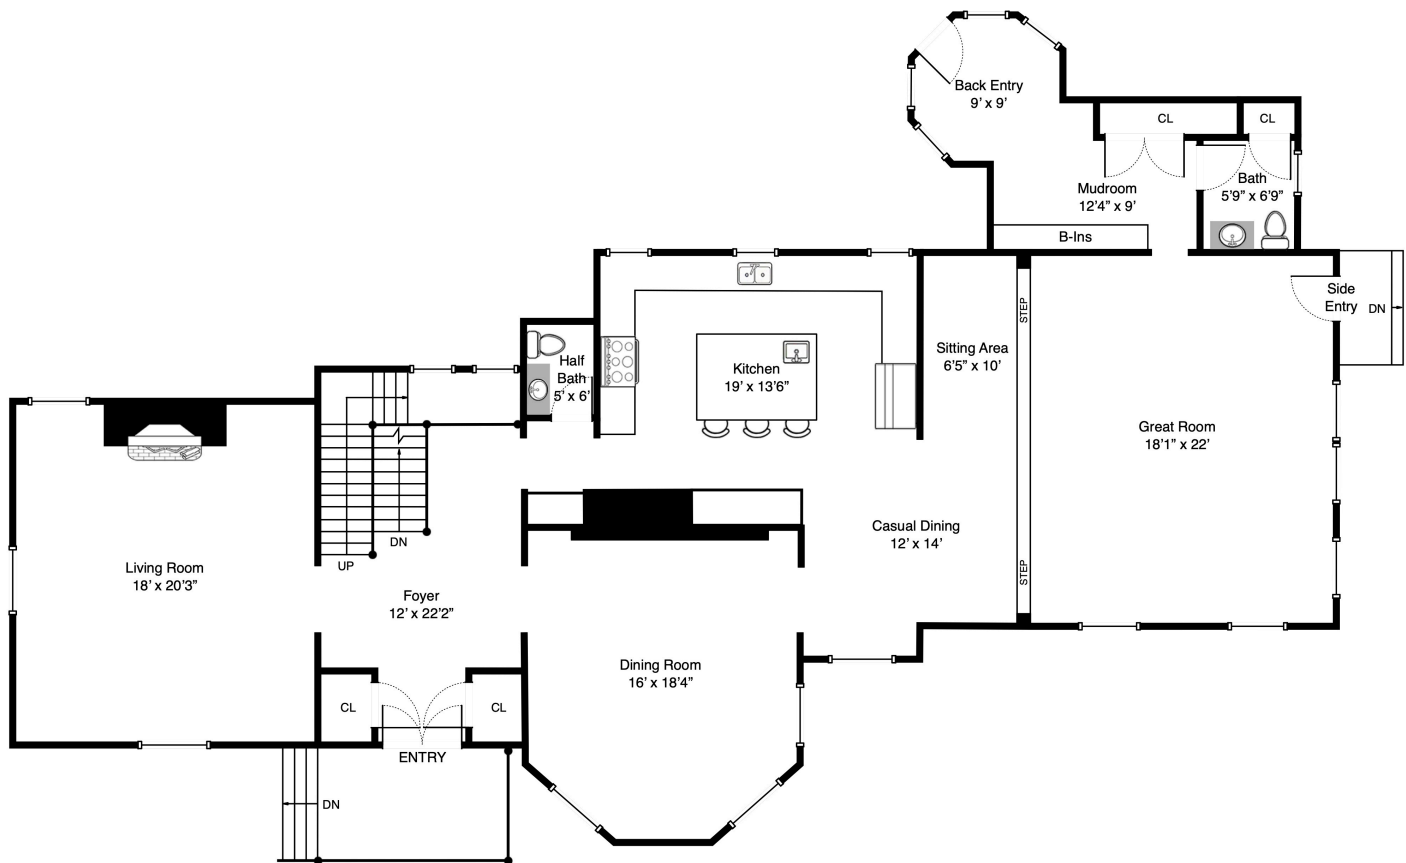 Back Entry
9’ x 9’
CL
CL
Bath
5’9” x 6’9”
Mudroom
12’4” x 9’
B-Ins
Side
Entry
DN
STEP
Sitting Area
6’5” x 10’
Half
Bath
5’ x 6’
Kitchen
19’ x 13’6”
Great Room
18’1” x 22’
Casual Dining
12’ x 14’
STEP
DN
UP
Living Room
18’ x 20’3”
Foyer
12’ x 22’2”
Dining Room
16’ x 18’4”
CL
CL
ENTRY
DN